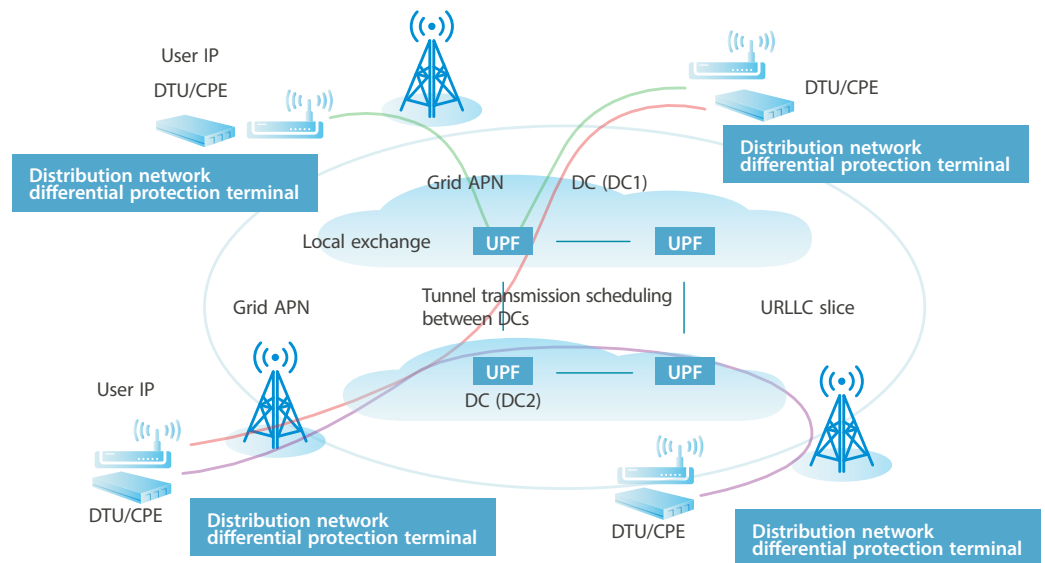 User IP
DTU/CPE
DTU/CPE
Distribution network
differential protection terminal
Distribution network
differential protection terminal
Grid APN
DC (DC1)
Local exchange
UPF
UPF
Grid APN
Tunnel transmission scheduling
between DCs
URLLC slice
UPF
UPF
DC (DC2)
User IP
DTU/CPE
Distribution network
differential protection terminal
DTU/CPE
Distribution network
differential protection terminal